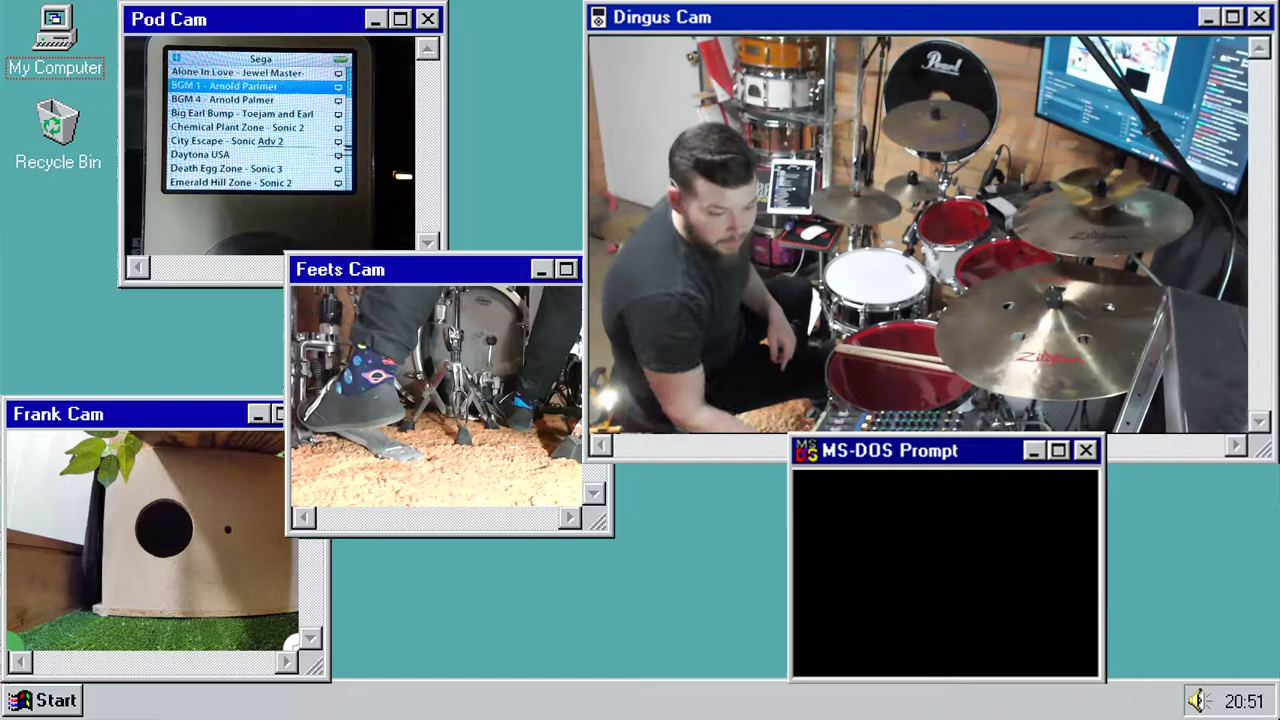 Pod Cam
Dingus Cam
My Computer
Recycle Bin
Sega
Alone In Love - Jewel Master
BGM 1 - Arnold Parlmer
BGM 4 - Arnold Palmer
Big Earl Bump - Toejam and Earl
Chemical Plant Zone - Sonic 2
City Escape - Sonic Adv 2
Daytona USA
Death Egg Zone - Sonic 3
Emerald Hill Zone - Sonic 2
Pearl
Zildjian
Zildjian
Feets Cam
Frank Cam
MS-DOS Prompt
Start
20:51